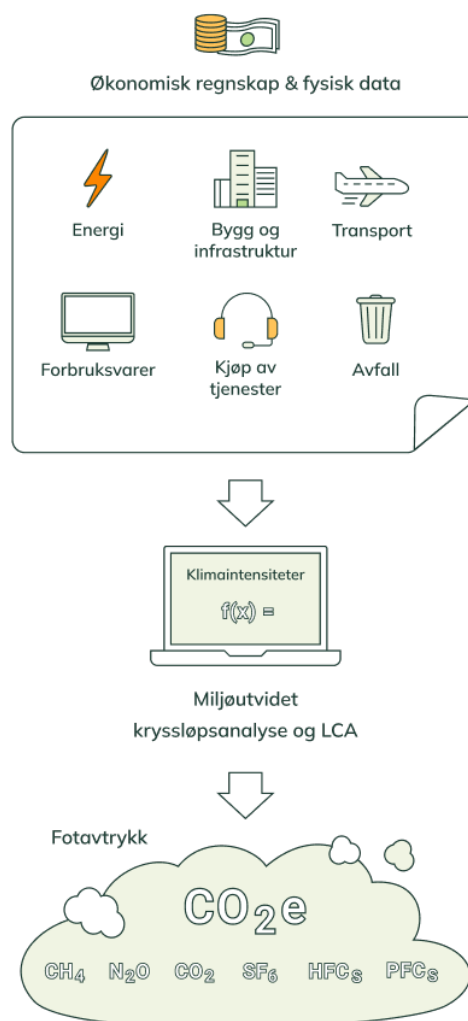 Økonomisk regnskap & fysisk data
Energi
Bygg og
infrastruktur
Transport
Forbruksvarer
Kjøp av
tjenester
Avfall
Klimaintensiteter
f(x) =
Miljøutvidet
kryssløpsanalyse og LCA
Fotavtrykk
CO₂e
CH₄ N₂O CO₂ SF₆ HFCs PFCs